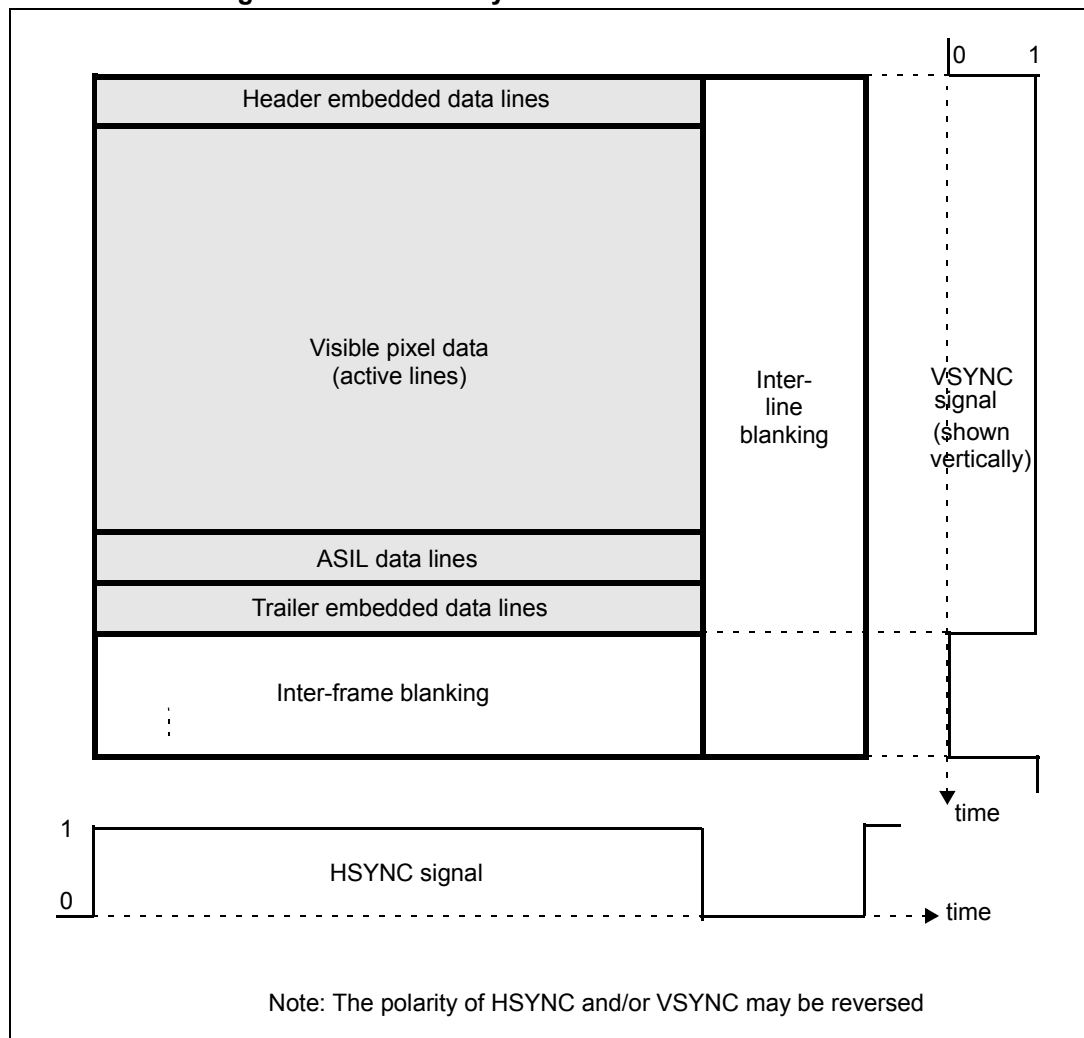 0 1
Header embedded data lines
Visible pixel data
(active lines)
Inter-
line
blanking
VSYNC
signal
(shown
vertically)
ASIL data lines
Trailer embedded data lines
Inter-frame blanking
time
1
HSYNC signal
0
time
Note: The polarity of HSYNC and/or VSYNC may be reversed